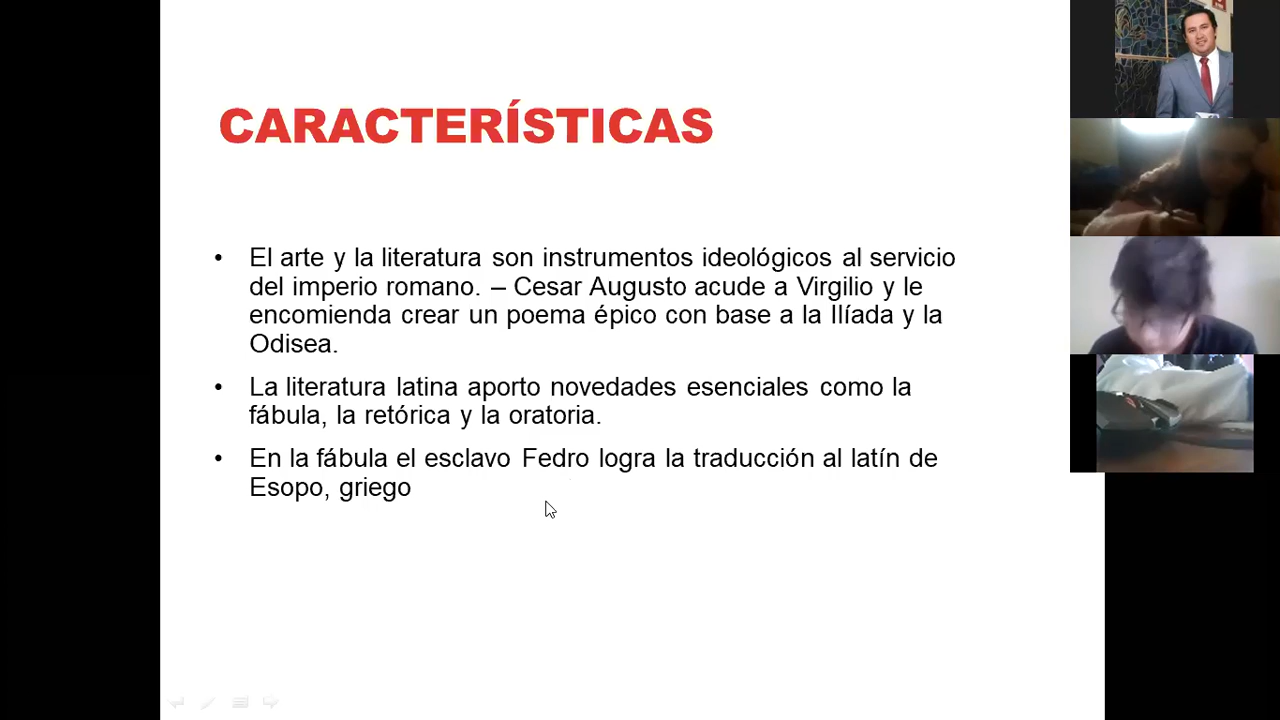 CARACTERÍSTICAS
• El arte y la literatura son instrumentos ideológicos al servicio
del imperio romano. – Cesar Augusto acude a Virgilio y le
encomienda crear un poema épico con base a la Ilíada y la
Odisea.
• La literatura latina aporto novedades esenciales como la
fábula, la retórica y la oratoria.
• En la fábula el esclavo Fedro logra la traducción al latín de
Esopo, griego